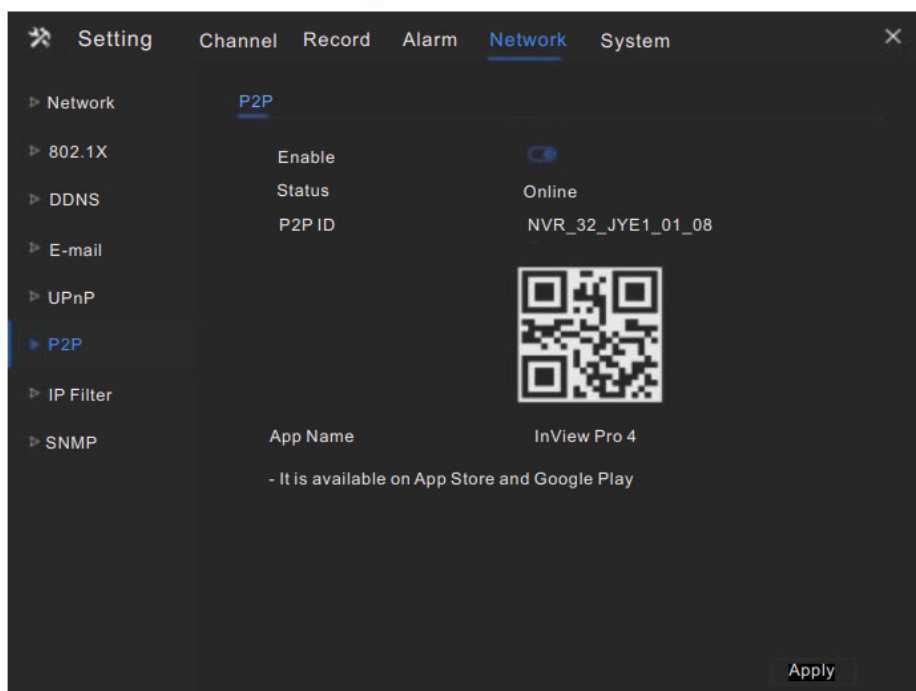 Setting Channel Record Alarm Network System
Network
802.1X
DDNS
E-mail
UPnP
P2P
IP Filter
SNMP
P2P
Enable
Status Online
P2P ID NVR_32_JYE1_01_08
App Name InView Pro 4
- It is available on App Store and Google Play
Apply